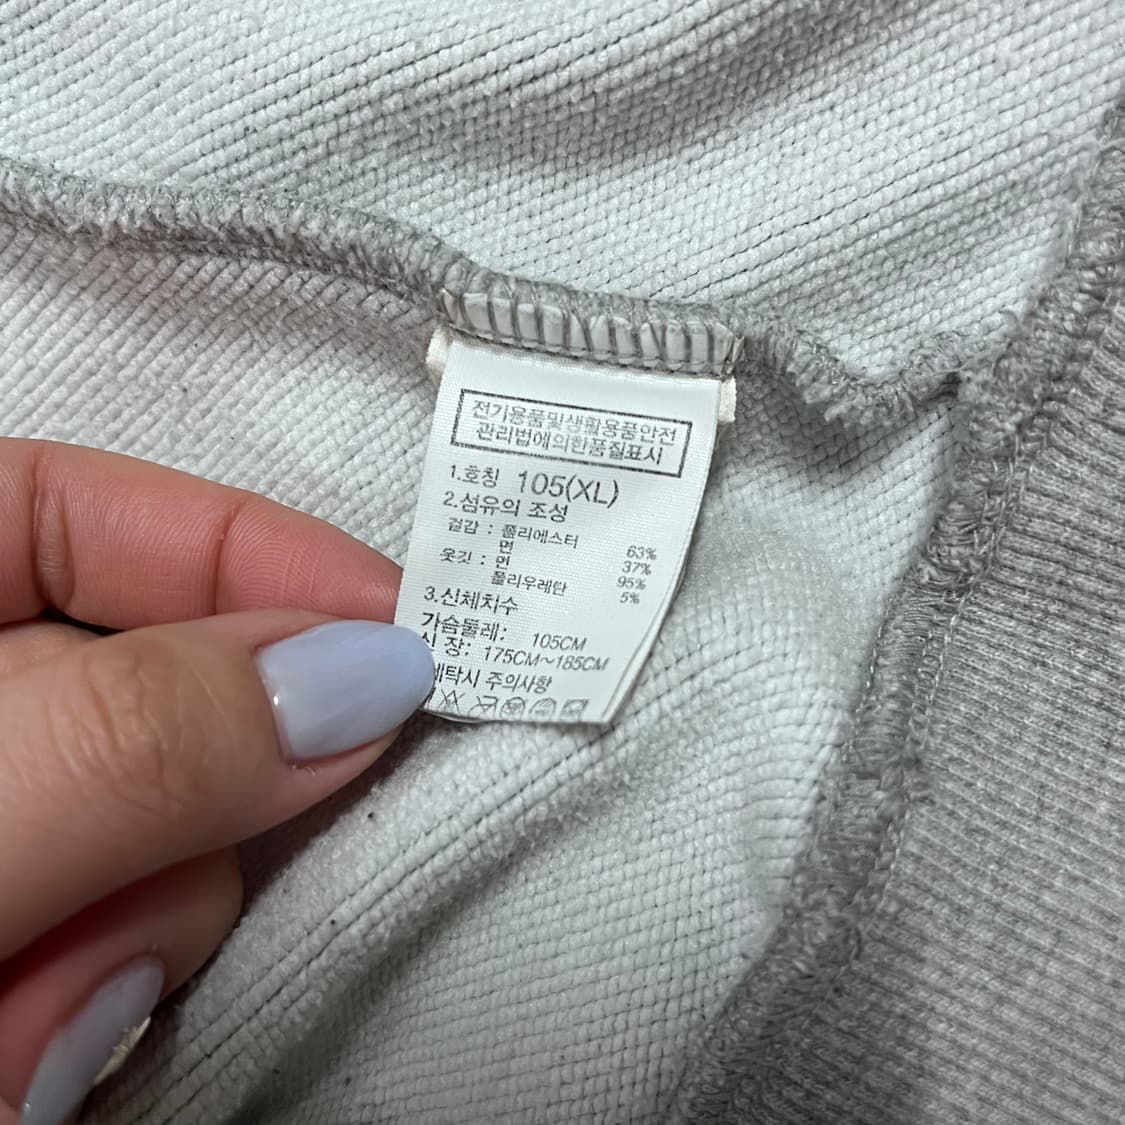 전기용품및생활용품안전
관리법에의한품질표시
1.호칭 105(XL)
2.섬유의 조성
겉감 : 폴리에스터 63%
면 37%
옷깃 : 면 95%
폴리우레탄 5%
3.신체치수
가슴둘레: 105CM
신 장: 175CM~185CM
세탁시 주의사항